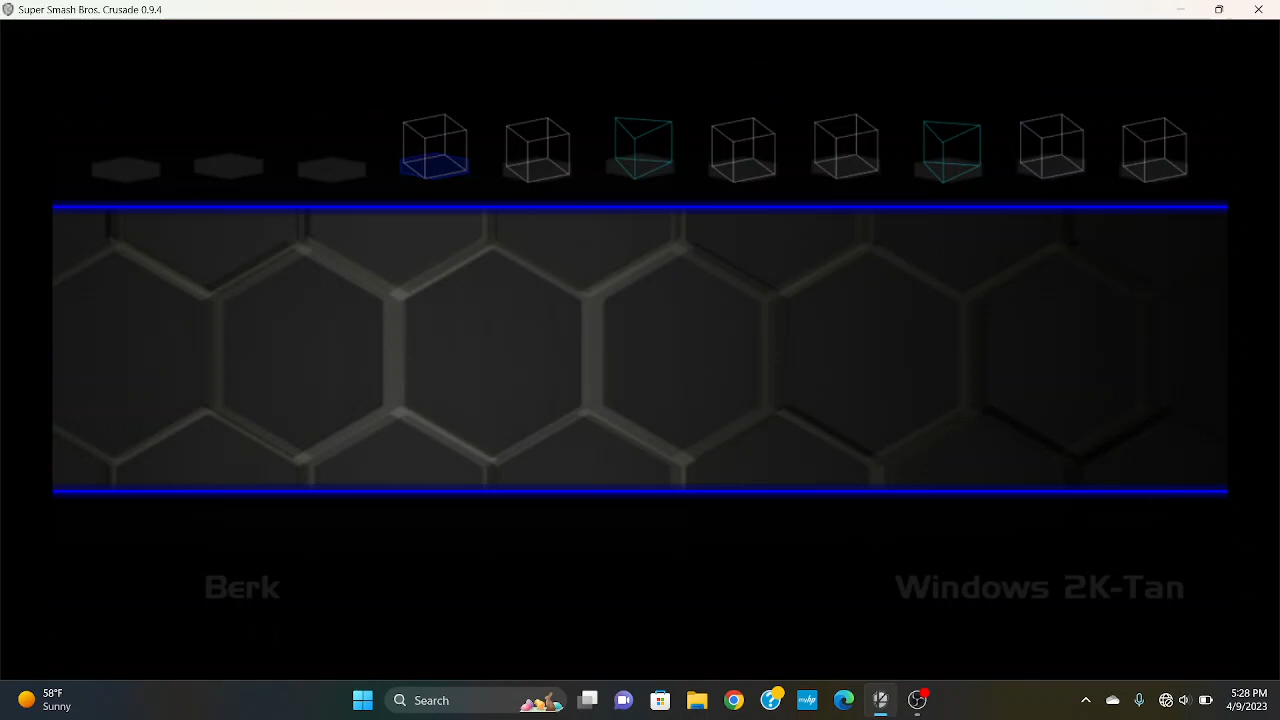 Super Smash Bros. Crusade 0.9.4
Berk
Windows 2K-Tan
58°F
Sunny
Search
myhp
5:28 PM
4/9/2023